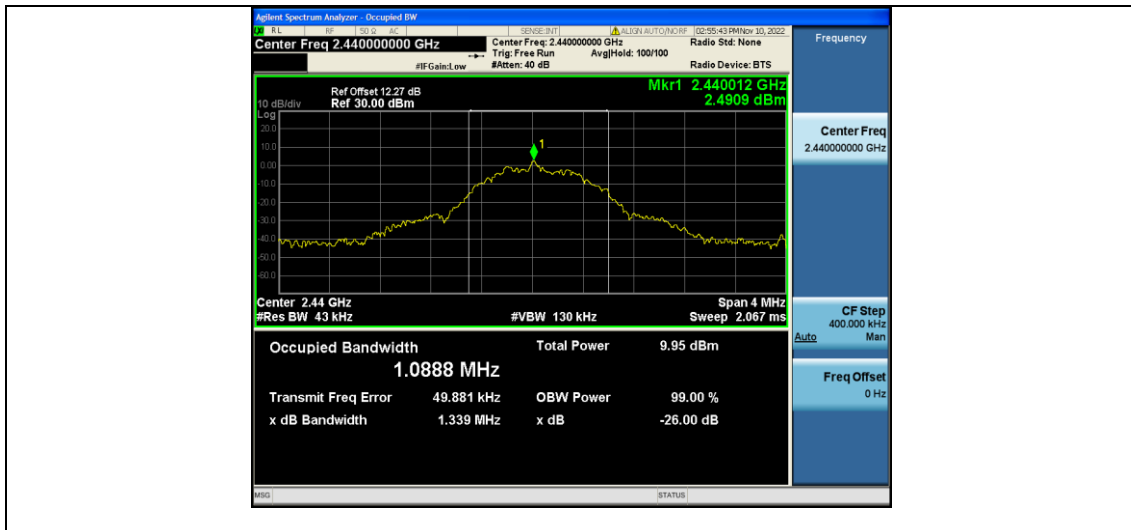 Agilent Spectrum Analyzer - Occupied BW
RL RF 50 Ω AC SENSE:INT ALIGN AUTO/NORF 02:55:43 PMNov 10, 2022
Center Freq 2.440000000 GHz
Center Freq: 2.440000000 GHz Radio Std: None
Trig: Free Run Avg|Hold: 100/100
#IFGain:Low #Atten: 40 dB Radio Device: BTS
Frequency
Mkr1 2.440012 GHz
2.4909 dBm
Ref Offset 12.27 dB
10 dB/div Ref 30.00 dBm
Log
20.0
10.0
0.00
-10.0
-20.0
-30.0
-40.0
-50.0
-60.0
1
Center 2.44 GHz Span 4 MHz
#Res BW 43 kHz #VBW 130 kHz Sweep 2.067 ms
Occupied Bandwidth Total Power 9.95 dBm
1.0888 MHz
Transmit Freq Error 49.881 kHz OBW Power 99.00 %
x dB Bandwidth 1.339 MHz x dB -26.00 dB
Center Freq
2.440000000 GHz
CF Step
400.000 kHz
Auto Man
Freq Offset
0 Hz
MSG STATUS